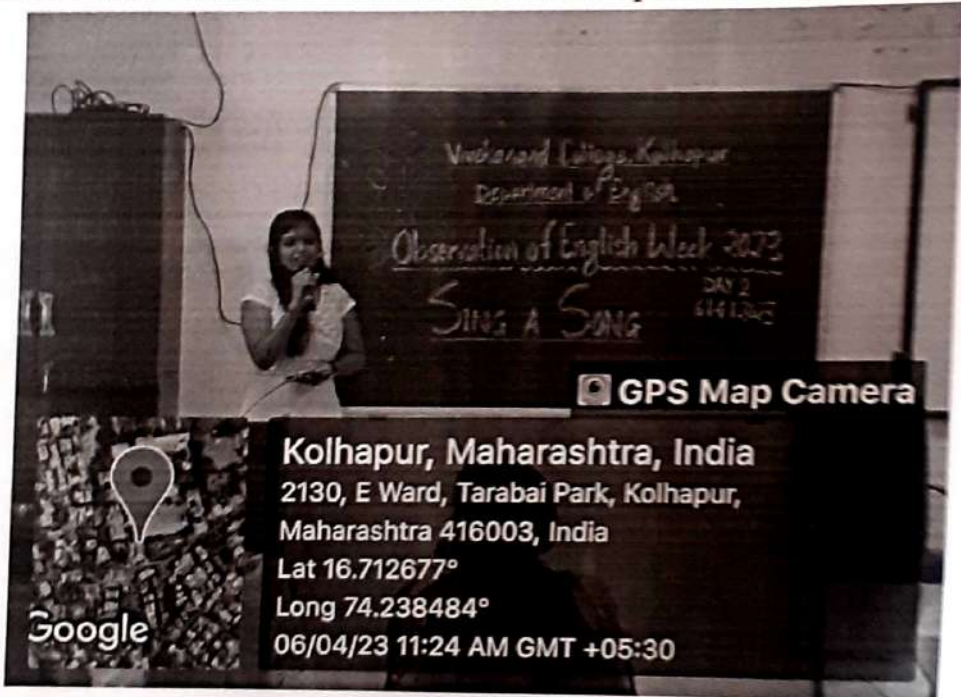 Vivekanand College, Kolhapur
Department of English
Observation of English Week 2023
DAY 2
SING A SONG
GPS Map Camera
Kolhapur, Maharashtra, India
2130, E Ward, Tarabai Park, Kolhapur,
Maharashtra 416003, India
Lat 16.712677°
Long 74.238484°
06/04/23 11:24 AM GMT +05:30
Google